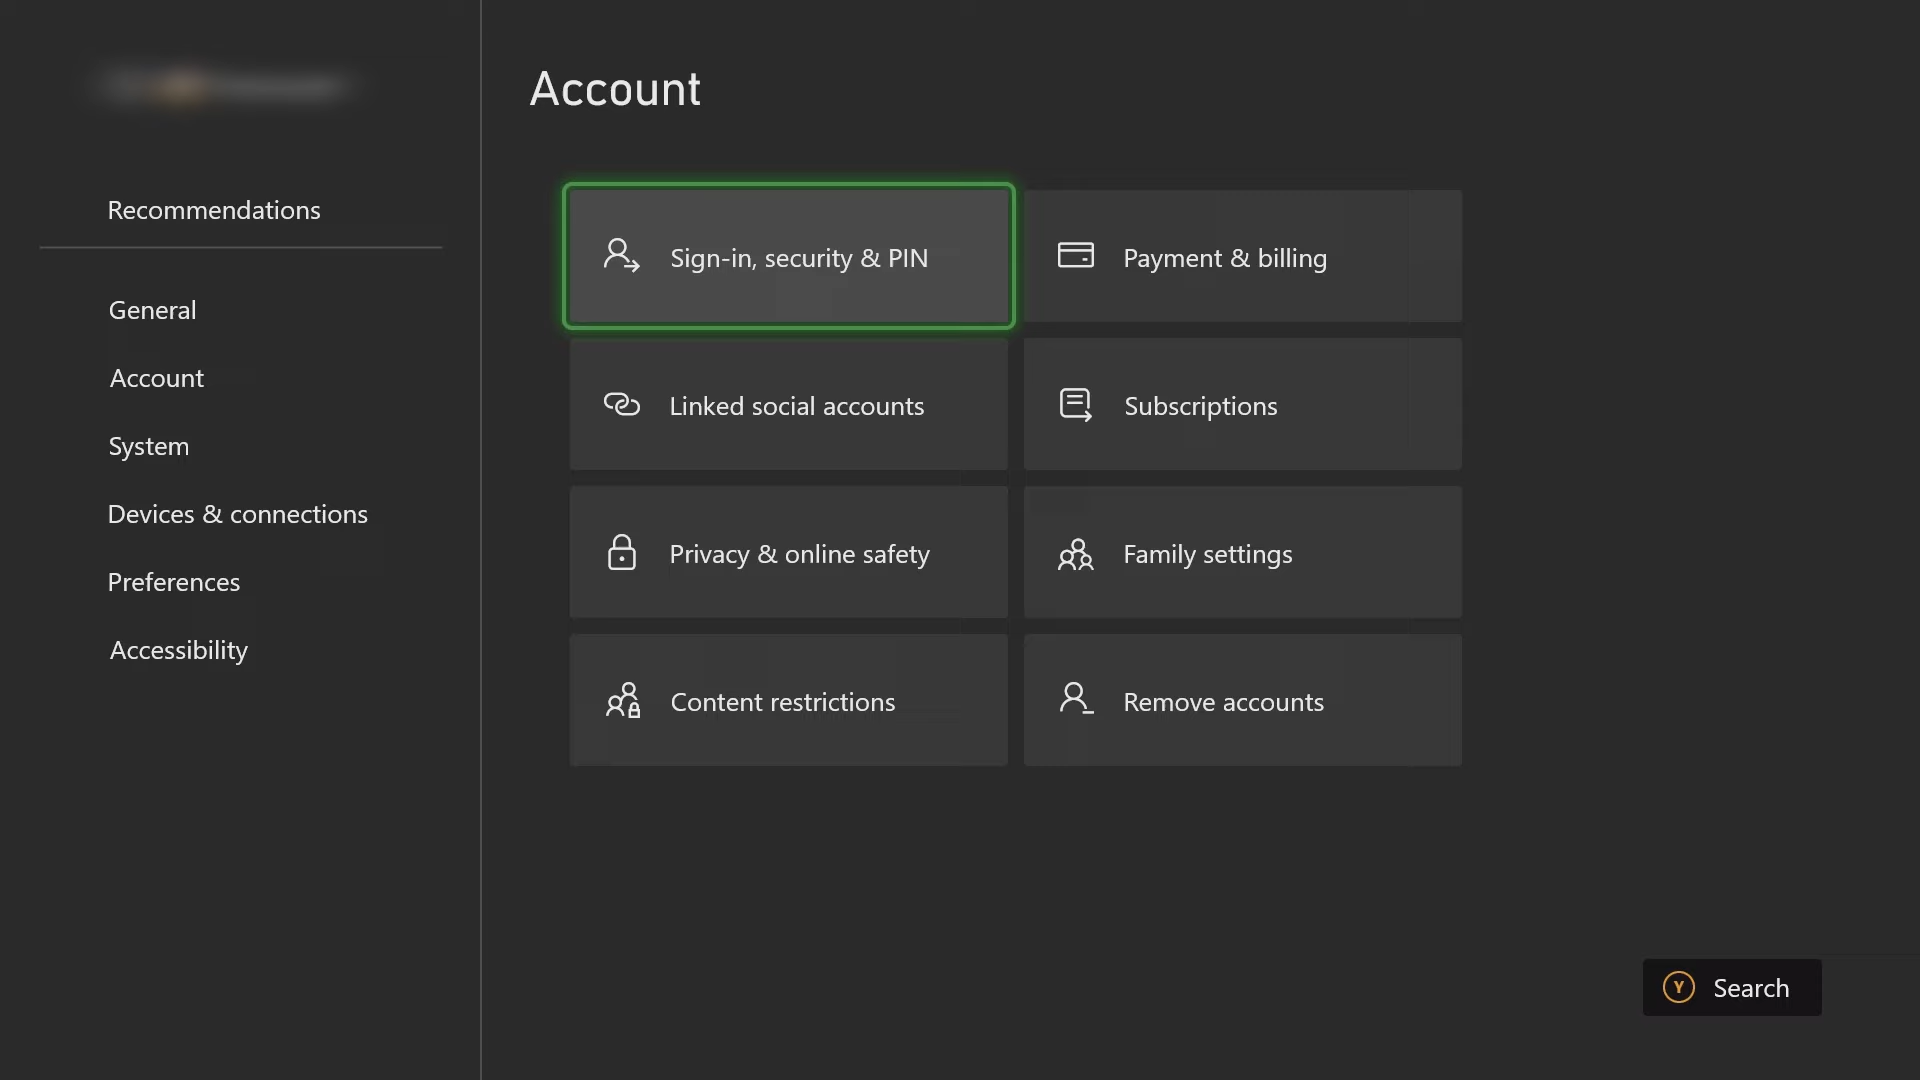 Account
Recommendations
General
Account
System
Devices & connections
Preferences
Accessibility
Sign-in, security & PIN
Payment & billing
Linked social accounts
Subscriptions
Privacy & online safety
Family settings
Content restrictions
Remove accounts
Y Search